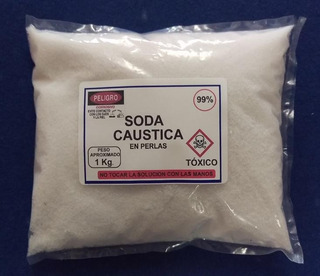 PELIGRO
99%
SODA
CAUSTICA
EN PERLAS
PESO
APROXIMADO
1 Kg.
TÓXICO
NO TOCAR LA SOLUCION CON LAS MANOS